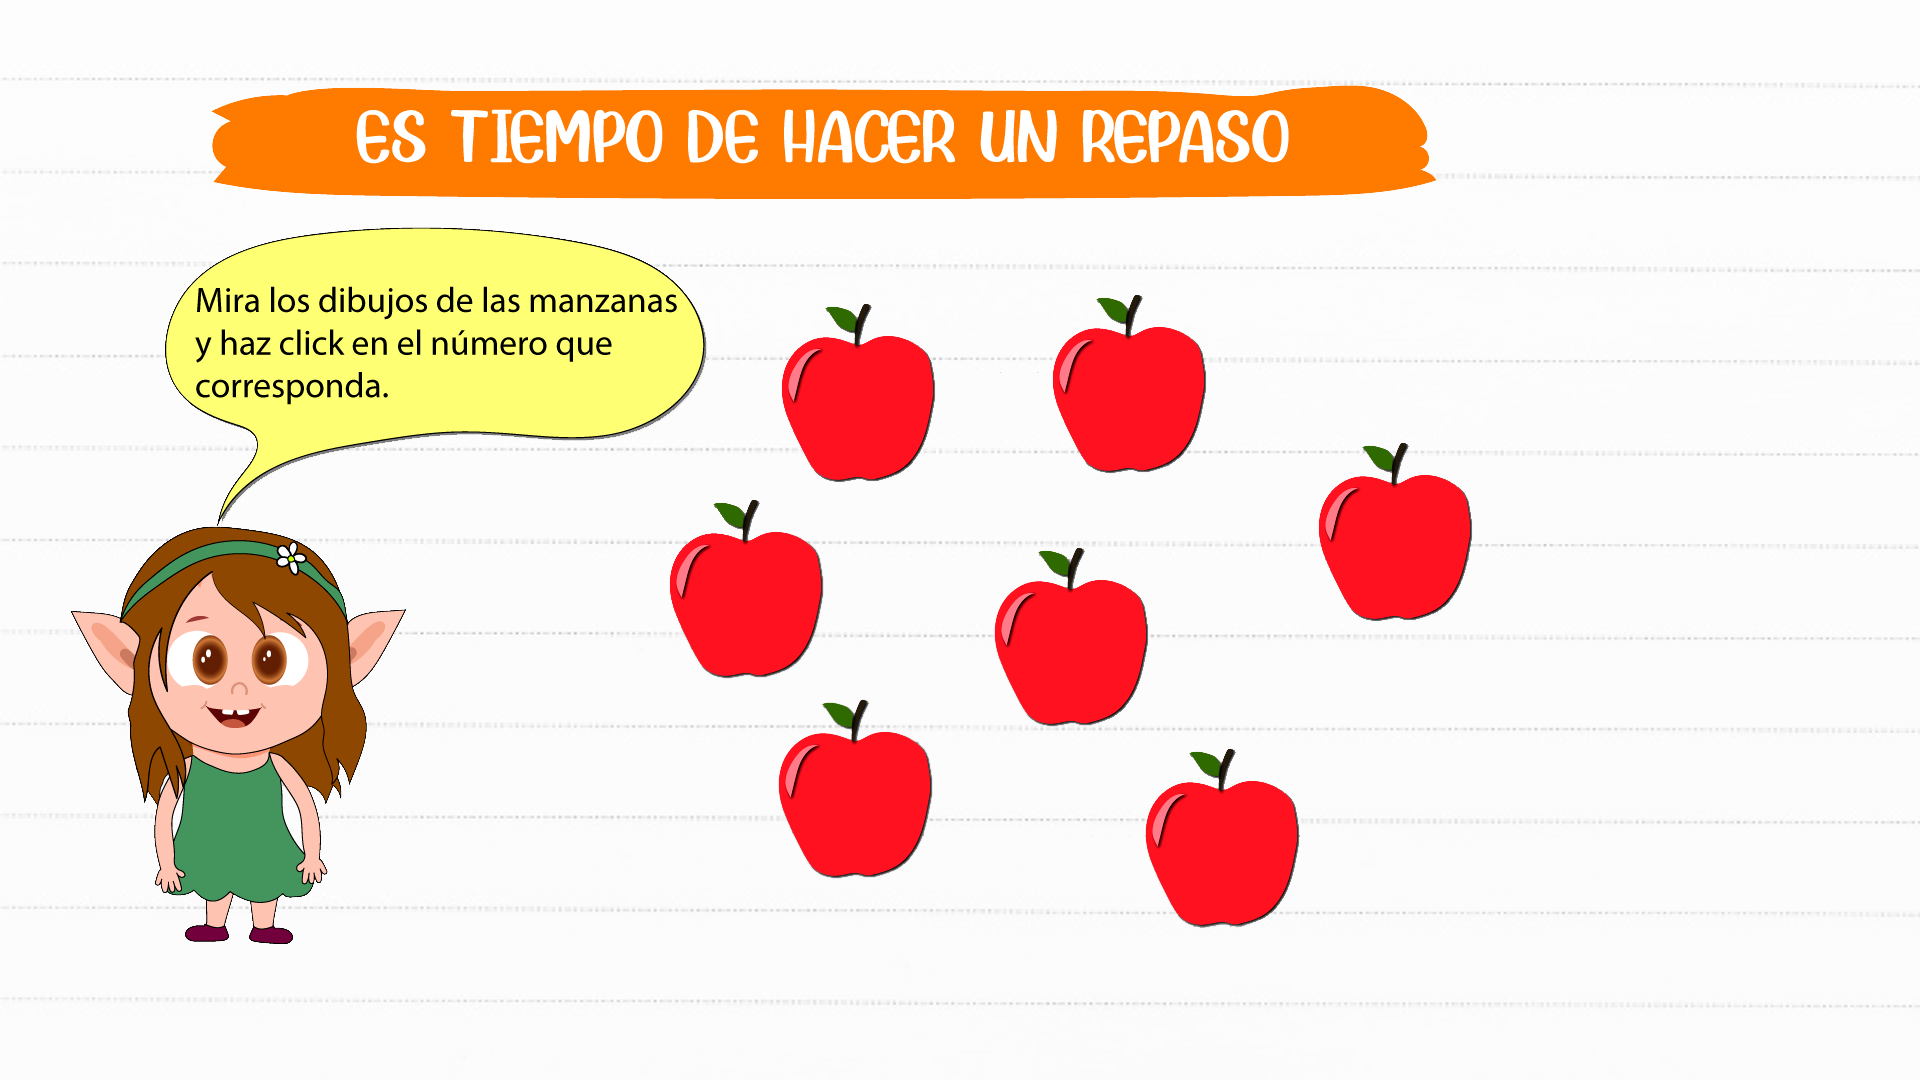 ES TIEMPO DE HACER UN REPASO
Mira los dibujos de las manzanas
y haz click en el número que
corresponda.